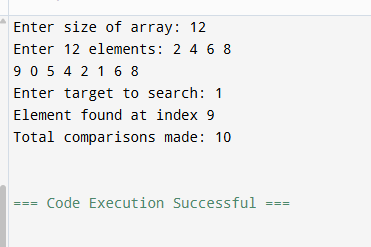 Enter size of array: 12
Enter 12 elements: 2 4 6 8
9 0 5 4 2 1 6 8
Enter target to search: 1
Element found at index 9
Total comparisons made: 10
=== Code Execution Successful ===